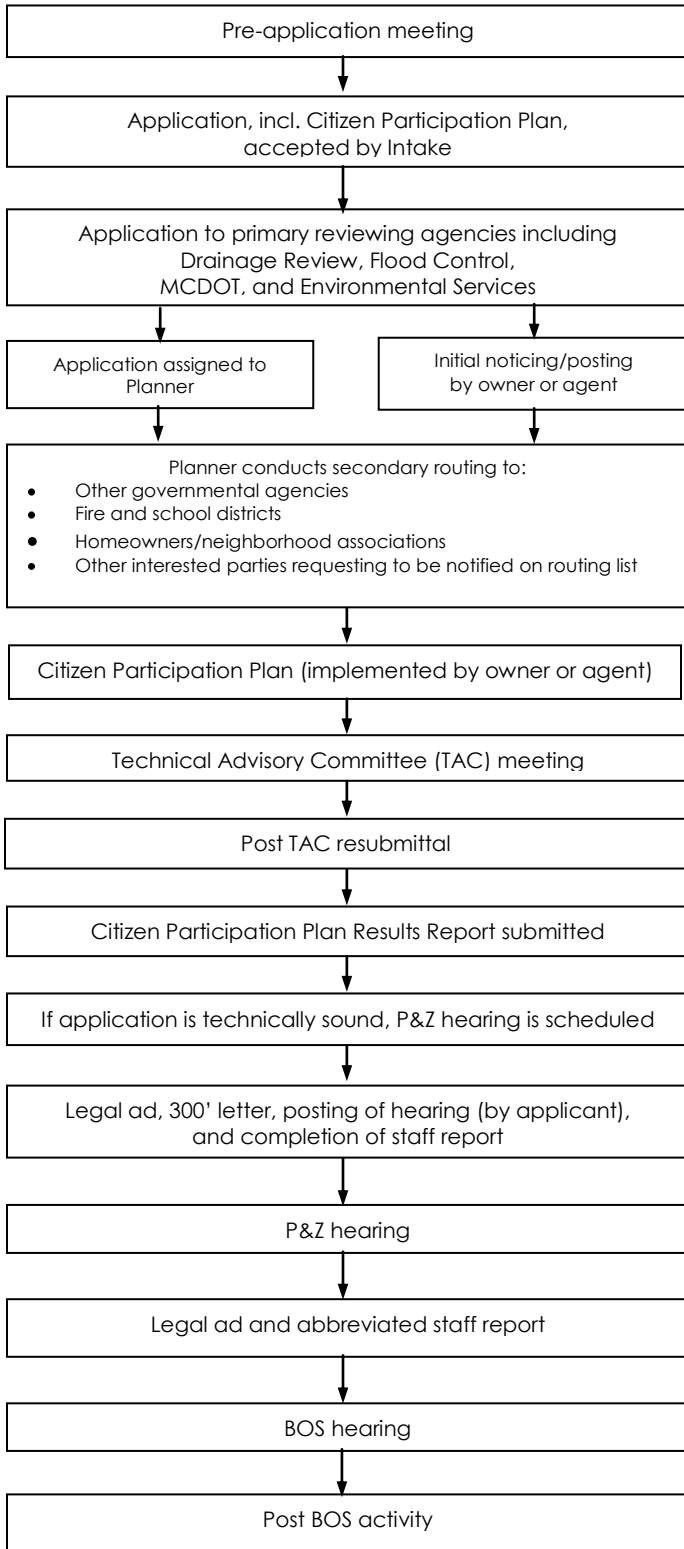 Pre-application meeting
Application, incl. Citizen Participation Plan,
accepted by Intake
Application to primary reviewing agencies including
Drainage Review, Flood Control,
MCDOT, and Environmental Services
Application assigned to
Planner
Initial noticing/posting
by owner or agent
Planner conducts secondary routing to:
• Other governmental agencies
• Fire and school districts
• Homeowners/neighborhood associations
• Other interested parties requesting to be notified on routing list
Citizen Participation Plan (implemented by owner or agent)
Technical Advisory Committee (TAC) meeting
Post TAC resubmittal
Citizen Participation Plan Results Report submitted
If application is technically sound, P&Z hearing is scheduled
Legal ad, 300’ letter, posting of hearing (by applicant),
and completion of staff report
P&Z hearing
Legal ad and abbreviated staff report
BOS hearing
Post BOS activity